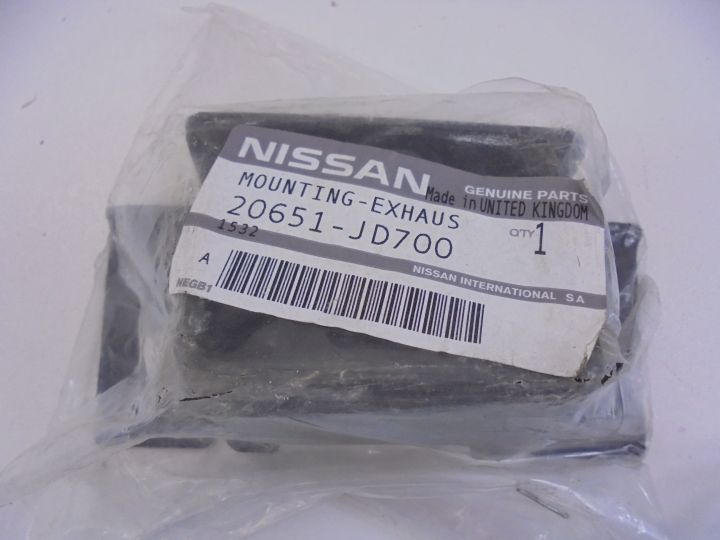 NISSAN GENUINE PARTS
Made in UNITED KINGDOM
MOUNTING-EXHAUS
20651-JD700 QTY 1
1532
A
NISSAN INTERNATIONAL SA
NEGB1